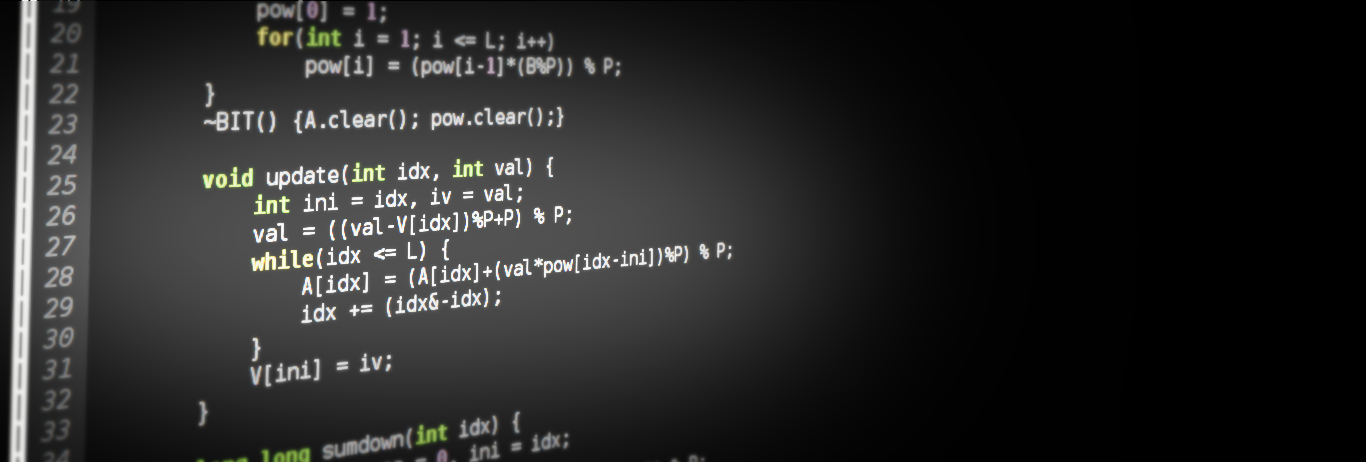 19 pow[0] = 1;
20 for(int i = 1; i <= L; i++)
21 pow[i] = (pow[i-1]*(B%P)) % P;
22 }
23 ~BIT() {A.clear(); pow.clear();}
24
25 void update(int idx, int val) {
26 int ini = idx, iv = val;
27 val = ((val-V[idx])%P+P) % P;
28 while(idx <= L) {
29 A[idx] = (A[idx]+(val*pow[idx-ini])%P) % P;
30 idx += (idx&-idx);
31 }
32 V[ini] = iv;
33 }
34
long long sumdown(int idx) {
= 0, ini = idx;
% P;